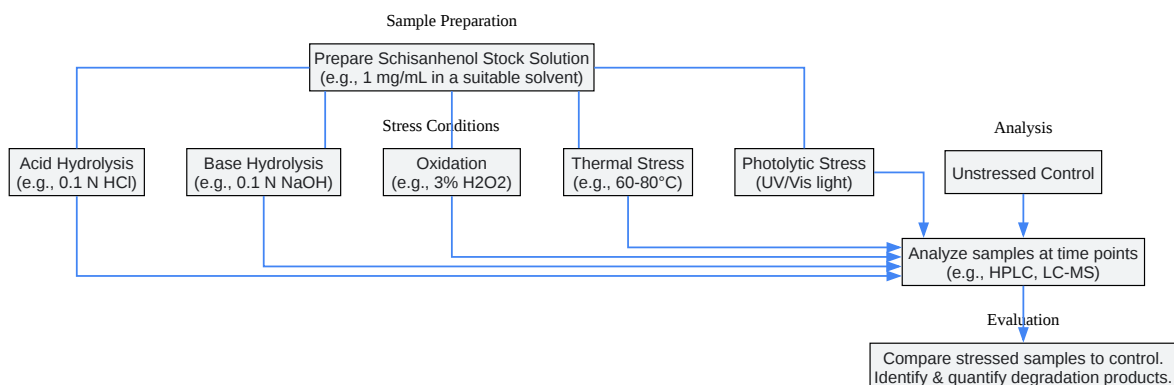 Sample Preparation
Prepare Schisanhenol Stock Solution
(e.g., 1 mg/mL in a suitable solvent)
Stress Conditions
Analysis
Acid Hydrolysis
(e.g., 0.1 N HCl)
Base Hydrolysis
(e.g., 0.1 N NaOH)
Oxidation
(e.g., 3% H2O2)
Thermal Stress
(e.g., 60-80°C)
Photolytic Stress
(UV/Vis light)
Unstressed Control
Analyze samples at time points
(e.g., HPLC, LC-MS)
Evaluation
Compare stressed samples to control.
Identify & quantify degradation products.